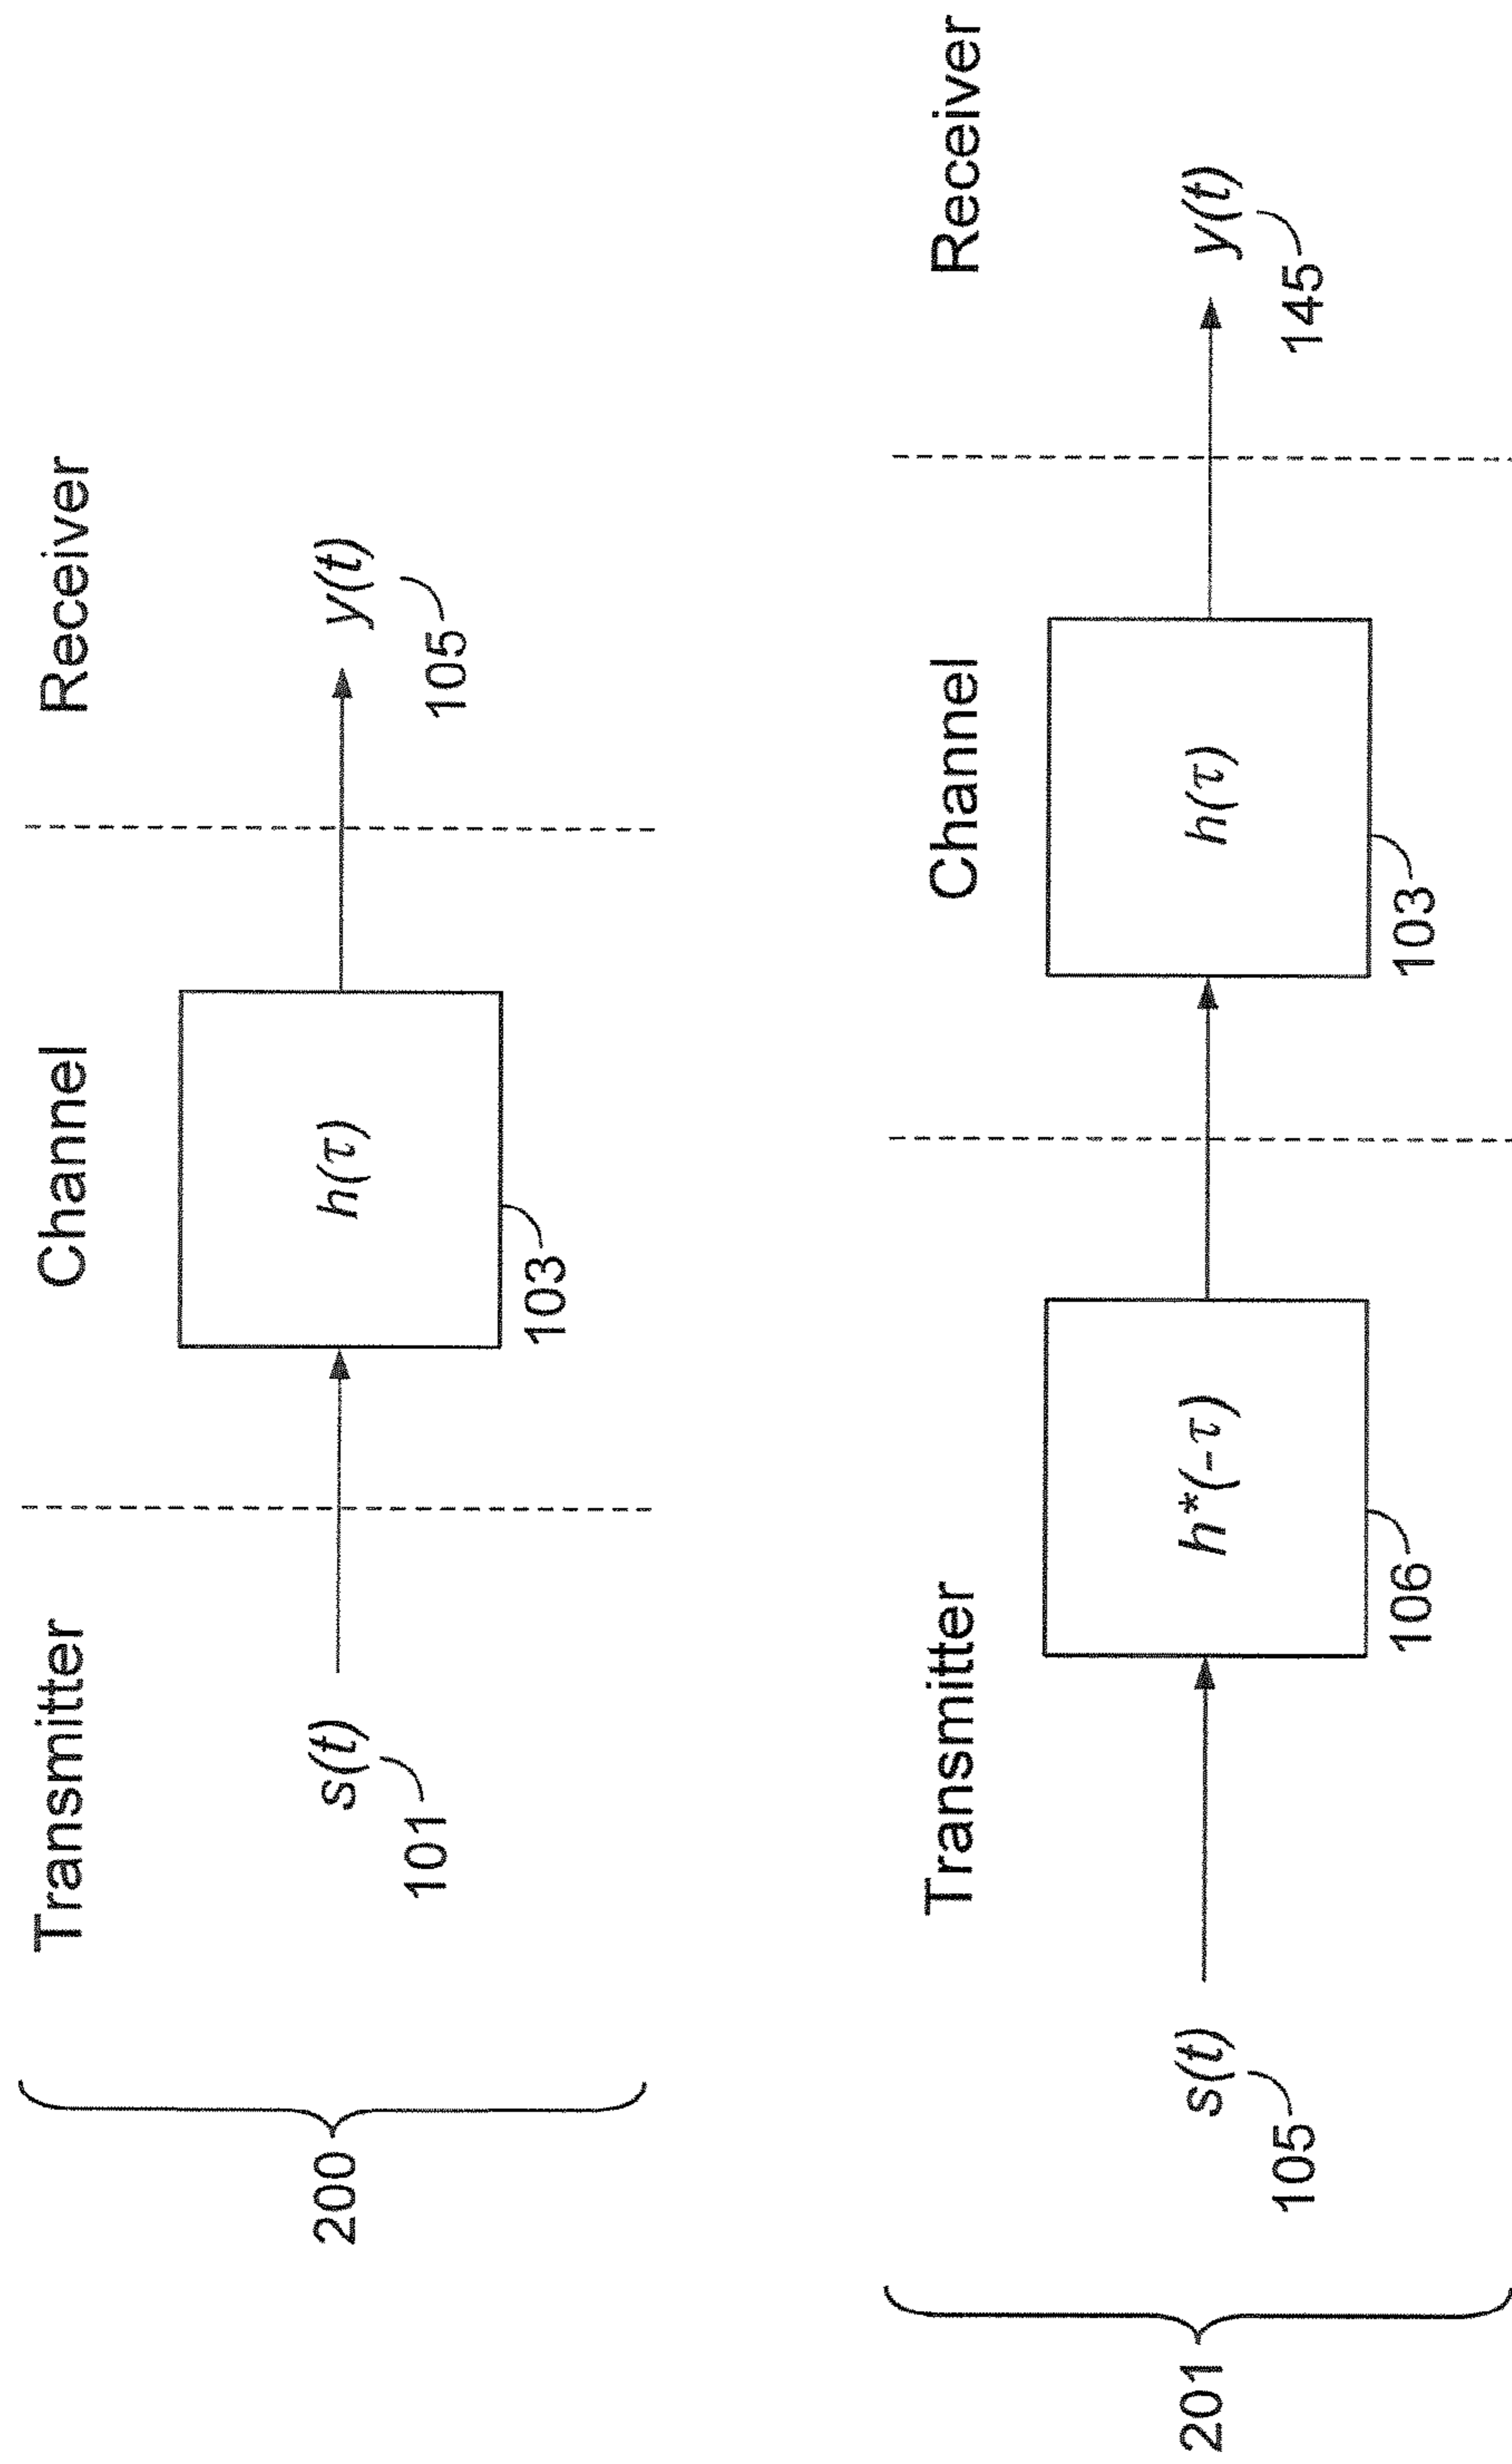 Transmitter
Channel
Receiver
s(t)
101
h(τ)
103
y(t)
105
200
Transmitter
Channel
Receiver
s(t)
105
h*(-τ)
106
h(τ)
103
y(t)
145
201